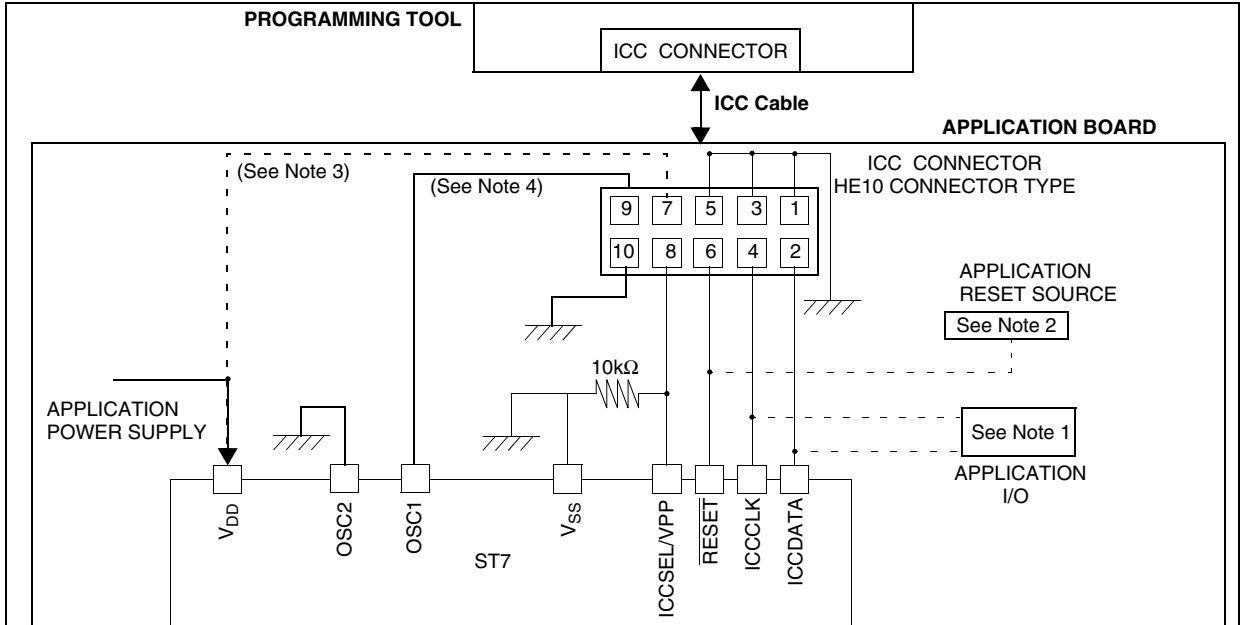 PROGRAMMING TOOL
ICC CONNECTOR
ICC Cable
APPLICATION BOARD
(See Note 3)
(See Note 4)
ICC CONNECTOR
HE10 CONNECTOR TYPE
9 7 5 3 1
10 8 6 4 2
APPLICATION
RESET SOURCE
See Note 2
10kΩ
APPLICATION
POWER SUPPLY
See Note 1
APPLICATION
I/O
VDD
OSC2
OSC1
VSS
ICCSEL/VPP
RESET
ICCCLK
ICCDATA
ST7